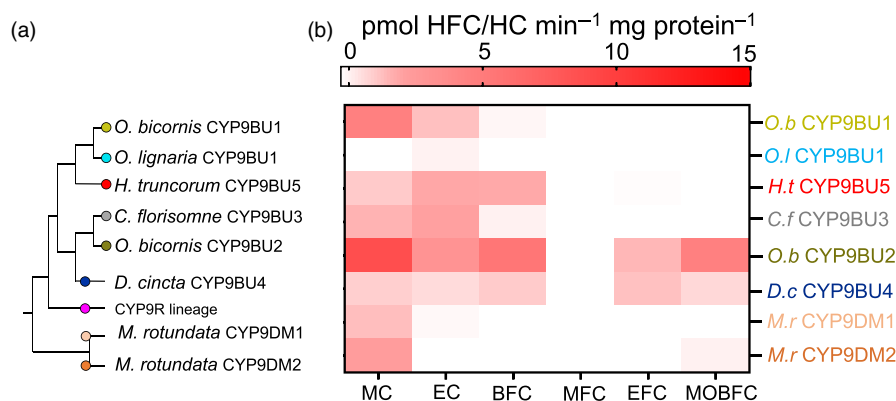 (a)
(b)
pmol HFC/HC min⁻¹ mg protein⁻¹
0 5 10 15
O. bicornis CYP9BU1
O. lignaria CYP9BU1
H. truncorum CYP9BU5
C. florisomne CYP9BU3
O. bicornis CYP9BU2
D. cincta CYP9BU4
CYP9R lineage
M. rotundata CYP9DM1
M. rotundata CYP9DM2
O.b CYP9BU1
O.l CYP9BU1
H.t CYP9BU5
C.f CYP9BU3
O.b CYP9BU2
D.c CYP9BU4
M.r CYP9DM1
M.r CYP9DM2
MC EC BFC MFC EFC MOBFC